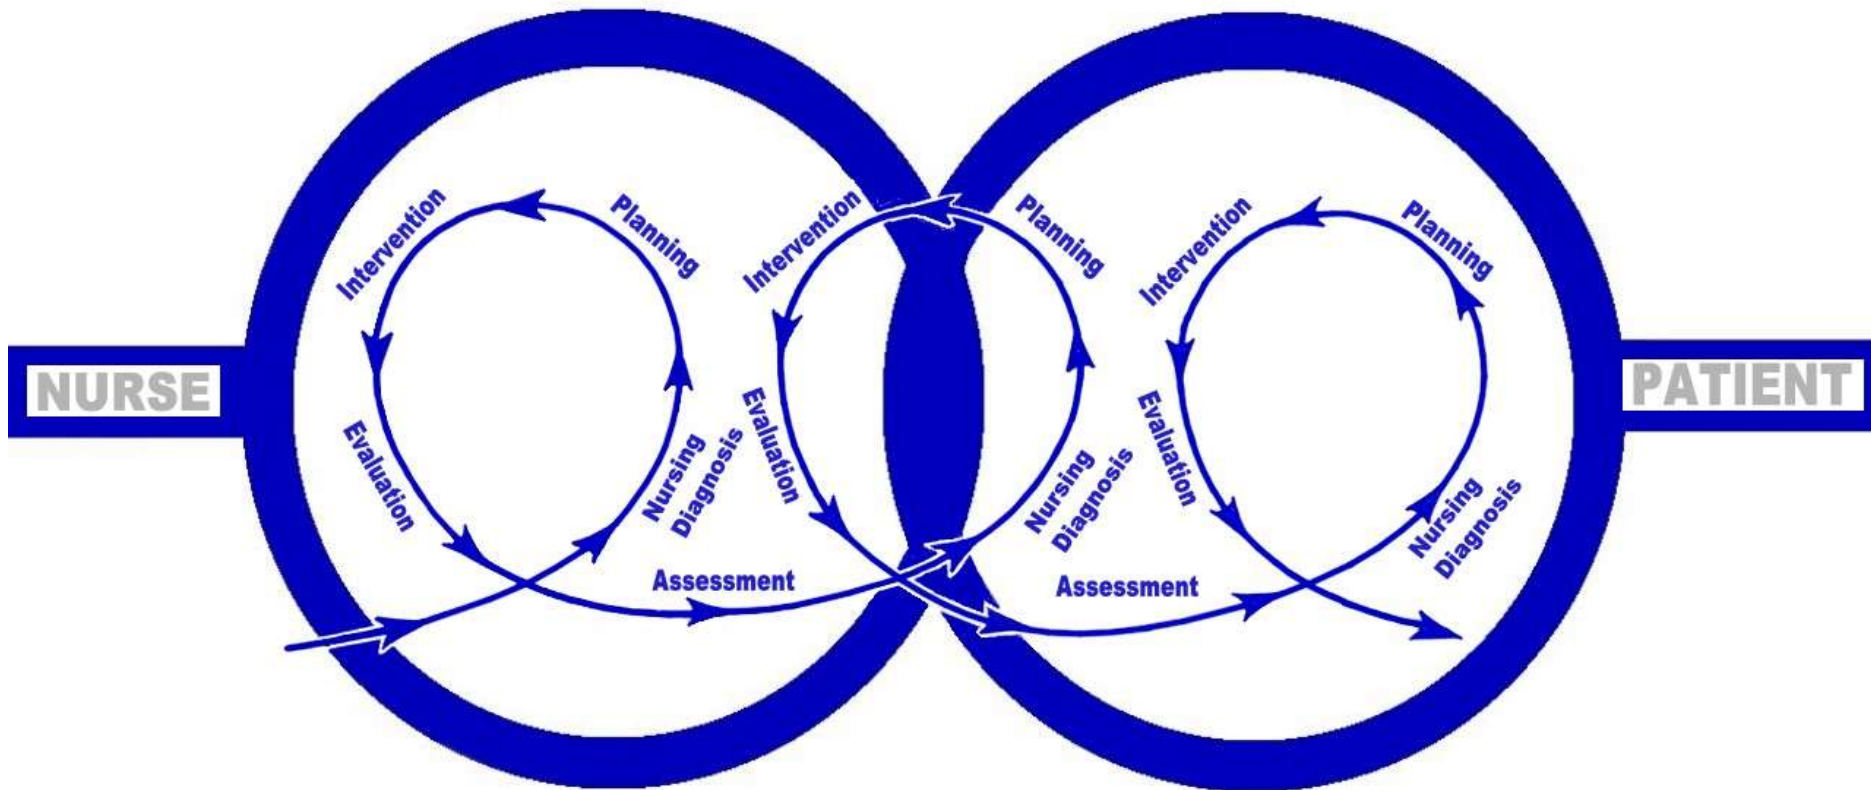 NURSE
Intervention
Planning
Evaluation
Nursing
Diagnosis
Assessment
Intervention
Planning
Evaluation
Nursing
Diagnosis
Assessment
Intervention
Planning
Evaluation
Nursing
Diagnosis
PATIENT